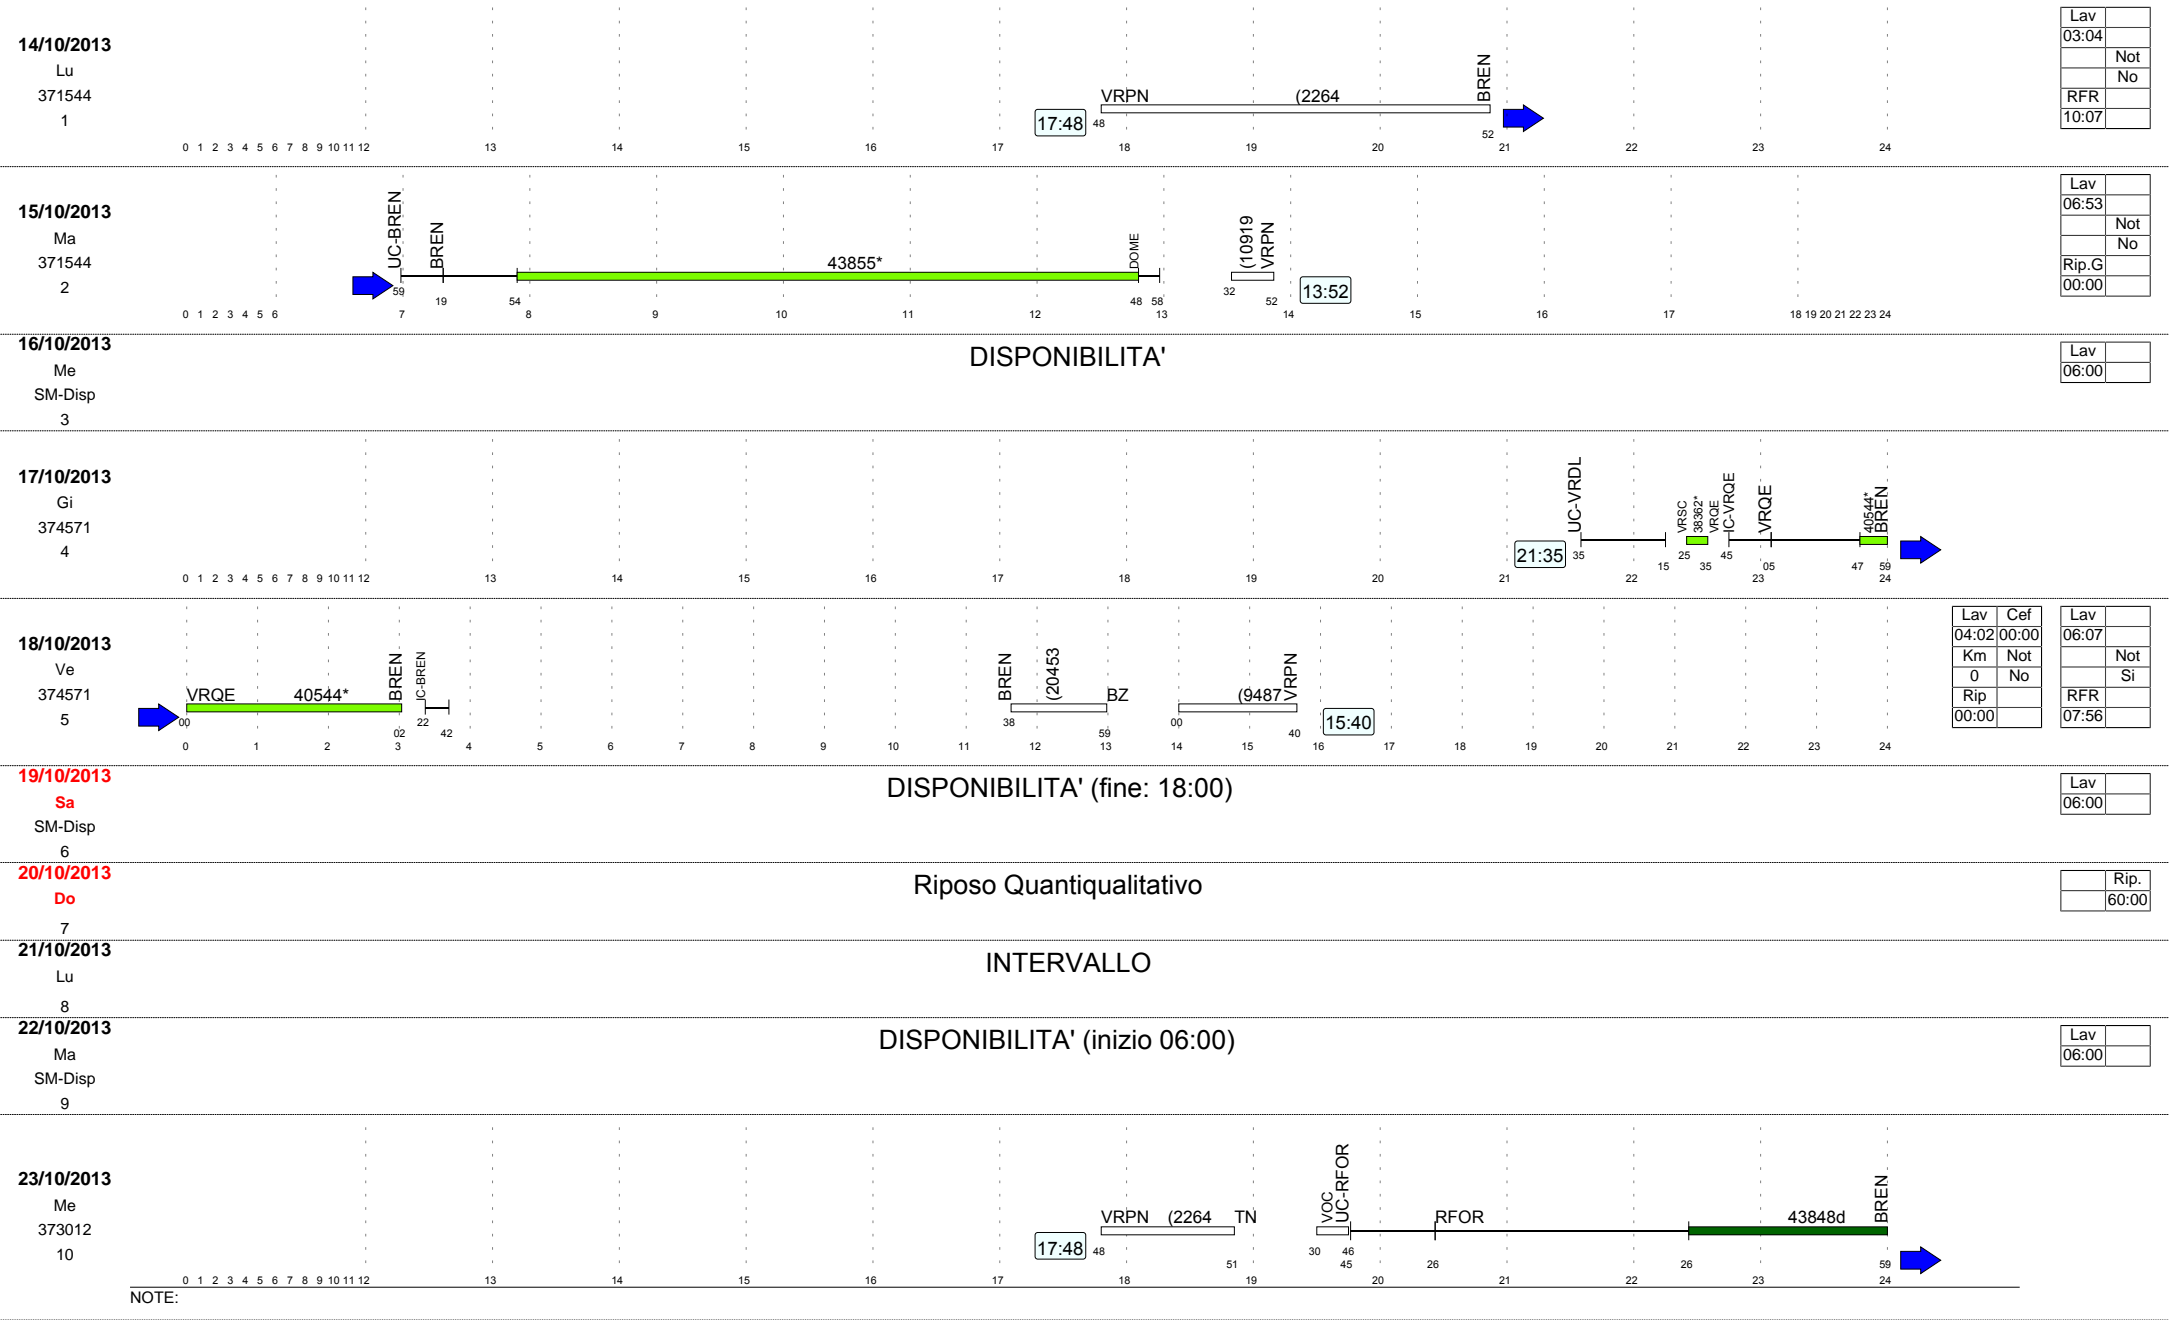 14/10/2013
Lu
371544
1
17:48
VRPN (2264 BREN
48 52
0 1 2 3 4 5 6 7 8 9 10 11 12 13 14 15 16 17 18 19 20 21 22 23 24
Lav
03:04
Not
No
RFR
10:07
15/10/2013
Ma
371544
2
UC-BREN BREN 43855* DOME (10919 VRPN
59 19 54 48 58 32 52
13:52
0 1 2 3 4 5 6 7 8 9 10 11 12 13 14 15 16 17 18 19 20 21 22 23 24
Lav
06:53
Not
No
Rip.G
00:00
16/10/2013
Me
SM-Disp
3
DISPONIBILITA'
Lav
06:00
17/10/2013
Gi
374571
4
21:35
UC-VRDL VRSC 38362* VRQE IC-VRQE VRQE 40544* BREN
35 15 25 35 45 05 47 59
0 1 2 3 4 5 6 7 8 9 10 11 12 13 14 15 16 17 18 19 20 21 22 23 24
18/10/2013
Ve
374571
5
VRQE 40544* BREN IC-BREN BREN (20453 BZ (9487 VRPN
00 02 22 42 38 59 00 40
15:40
0 1 2 3 4 5 6 7 8 9 10 11 12 13 14 15 16 17 18 19 20 21 22 23 24
Lav Cef
04:02 00:00
Km Not
0 No
Rip
00:00
Lav
06:07
Not
Si
RFR
07:56
19/10/2013
Sa
SM-Disp
6
DISPONIBILITA' (fine: 18:00)
Lav
06:00
20/10/2013
Do
7
Riposo Quantiqualitativo
Rip.
60:00
21/10/2013
Lu
8
INTERVALLO
22/10/2013
Ma
SM-Disp
9
DISPONIBILITA' (inizio 06:00)
Lav
06:00
23/10/2013
Me
373012
10
17:48
VRPN (2264 TN VOC UC-RFOR RFOR 43848d BREN
48 51 30 46 45 26 26 59
0 1 2 3 4 5 6 7 8 9 10 11 12 13 14 15 16 17 18 19 20 21 22 23 24
NOTE: